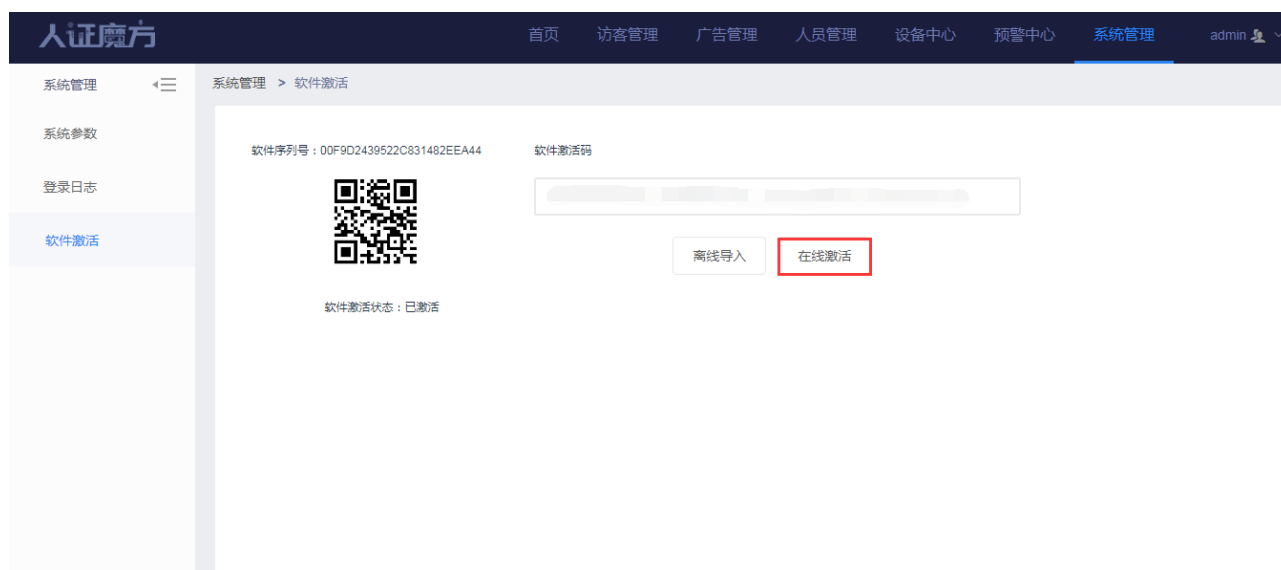 人证魔方 首页 访客管理 广告管理 人员管理 设备中心 预警中心 系统管理 admin
系统管理
系统管理 > 软件激活
系统参数
登录日志
软件激活
软件序列号：00F9D2439522C831482EEA44
软件激活码
离线导入 在线激活
软件激活状态：已激活